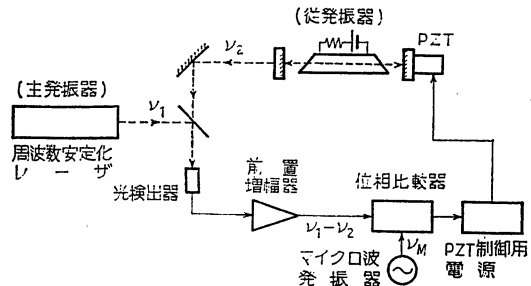 (従発振器)
PZT
ν2
(主発振器)
ν1
周波数安定化
レーザ
光検出器
前置
増幅器
ν1−ν2
位相比較器
νM
マイクロ波
発振器
PZT制御用
電源